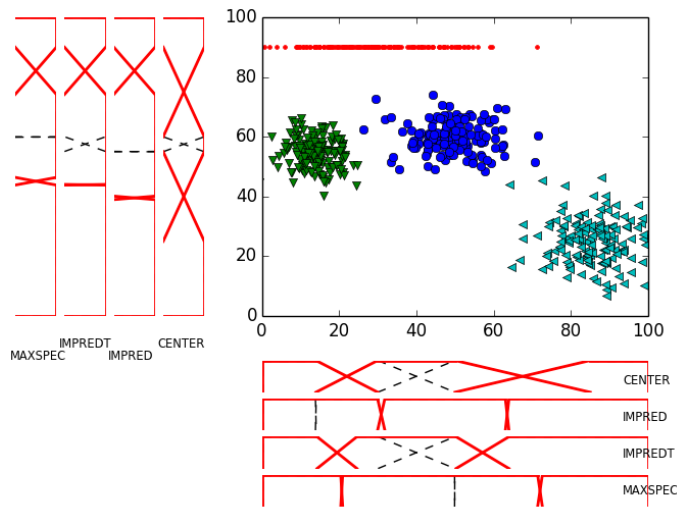 100
80
60
40
20
0
0 20 40 60 80 100
IMPREDT CENTER
MAXSPEC IMPRED
CENTER
IMPRED
IMPREDT
MAXSPEC